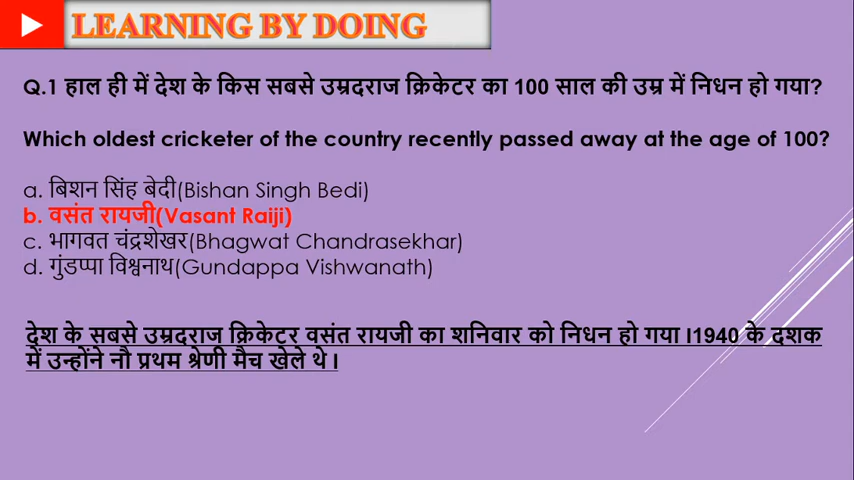 LEARNING BY DOING
Q.1 हाल ही में देश के किस सबसे उम्रदराज क्रिकेटर का 100 साल की उम्र में निधन हो गया?
Which oldest cricketer of the country recently passed away at the age of 100?
a. बिशन सिंह बेदी(Bishan Singh Bedi)
b. वसंत रायजी(Vasant Raiji)
c. भागवत चंद्रशेखर(Bhagwat Chandrasekhar)
d. गुंडप्पा विश्वनाथ(Gundappa Vishwanath)
देश के सबसे उम्रदराज क्रिकेटर वसंत रायजी का शनिवार को निधन हो गया।1940 के दशक
में उन्होंने नौ प्रथम श्रेणी मैच खेले थे ।